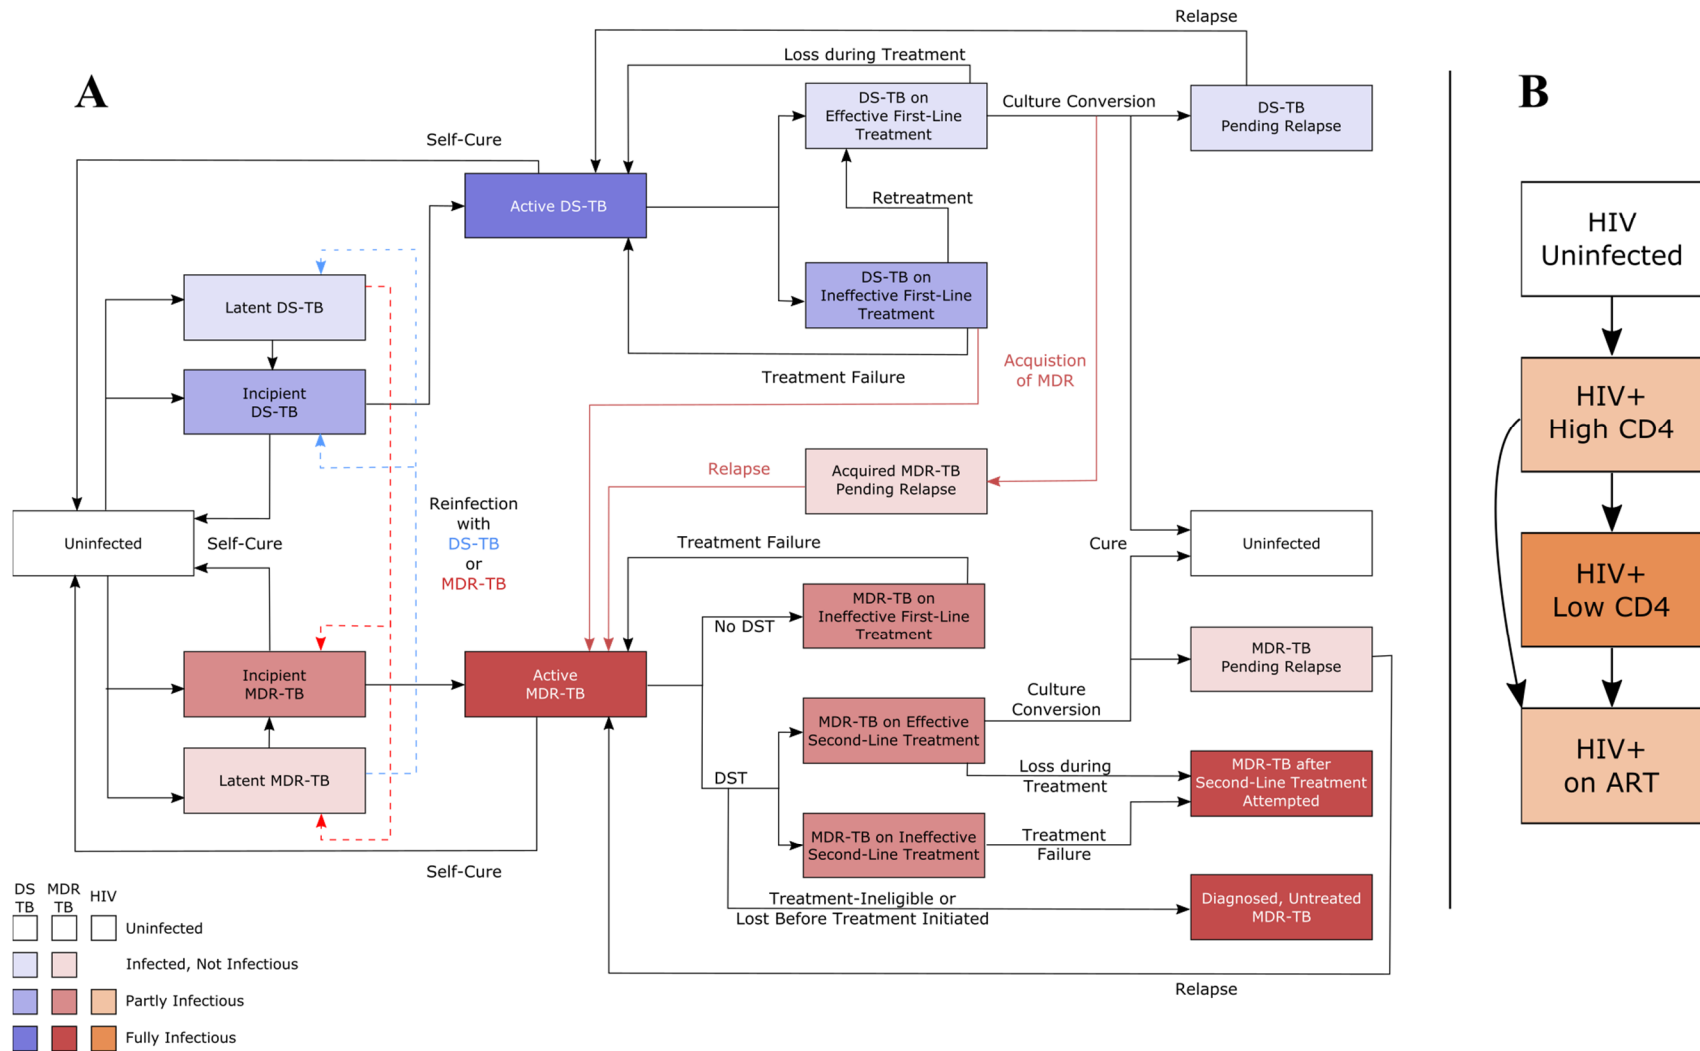 A
B
Relapse
Loss during Treatment
DS-TB on
Effective First-Line
Treatment
Culture Conversion
DS-TB
Pending Relapse
Self-Cure
Active DS-TB
Retreatment
DS-TB on
Ineffective First-Line
Treatment
Treatment Failure
Acquistion
of MDR
Latent DS-TB
Incipient
DS-TB
Uninfected
Self-Cure
Reinfection
with
DS-TB
or
MDR-TB
Relapse
Acquired MDR-TB
Pending Relapse
Treatment Failure
Cure
Uninfected
No DST
MDR-TB on
Ineffective First-Line
Treatment
MDR-TB
Pending Relapse
Incipient
MDR-TB
Active
MDR-TB
Latent MDR-TB
DST
MDR-TB on Effective
Second-Line Treatment
Culture
Conversion
Loss during
Treatment
MDR-TB after
Second-Line Treatment
Attempted
MDR-TB on Ineffective
Second-Line Treatment
Treatment
Failure
Self-Cure
Treatment-Ineligible or
Lost Before Treatment Initiated
Diagnosed, Untreated
MDR-TB
Relapse
DS MDR HIV
TB TB
Uninfected
Infected, Not Infectious
Partly Infectious
Fully Infectious
HIV
Uninfected
HIV+
High CD4
HIV+
Low CD4
HIV+
on ART